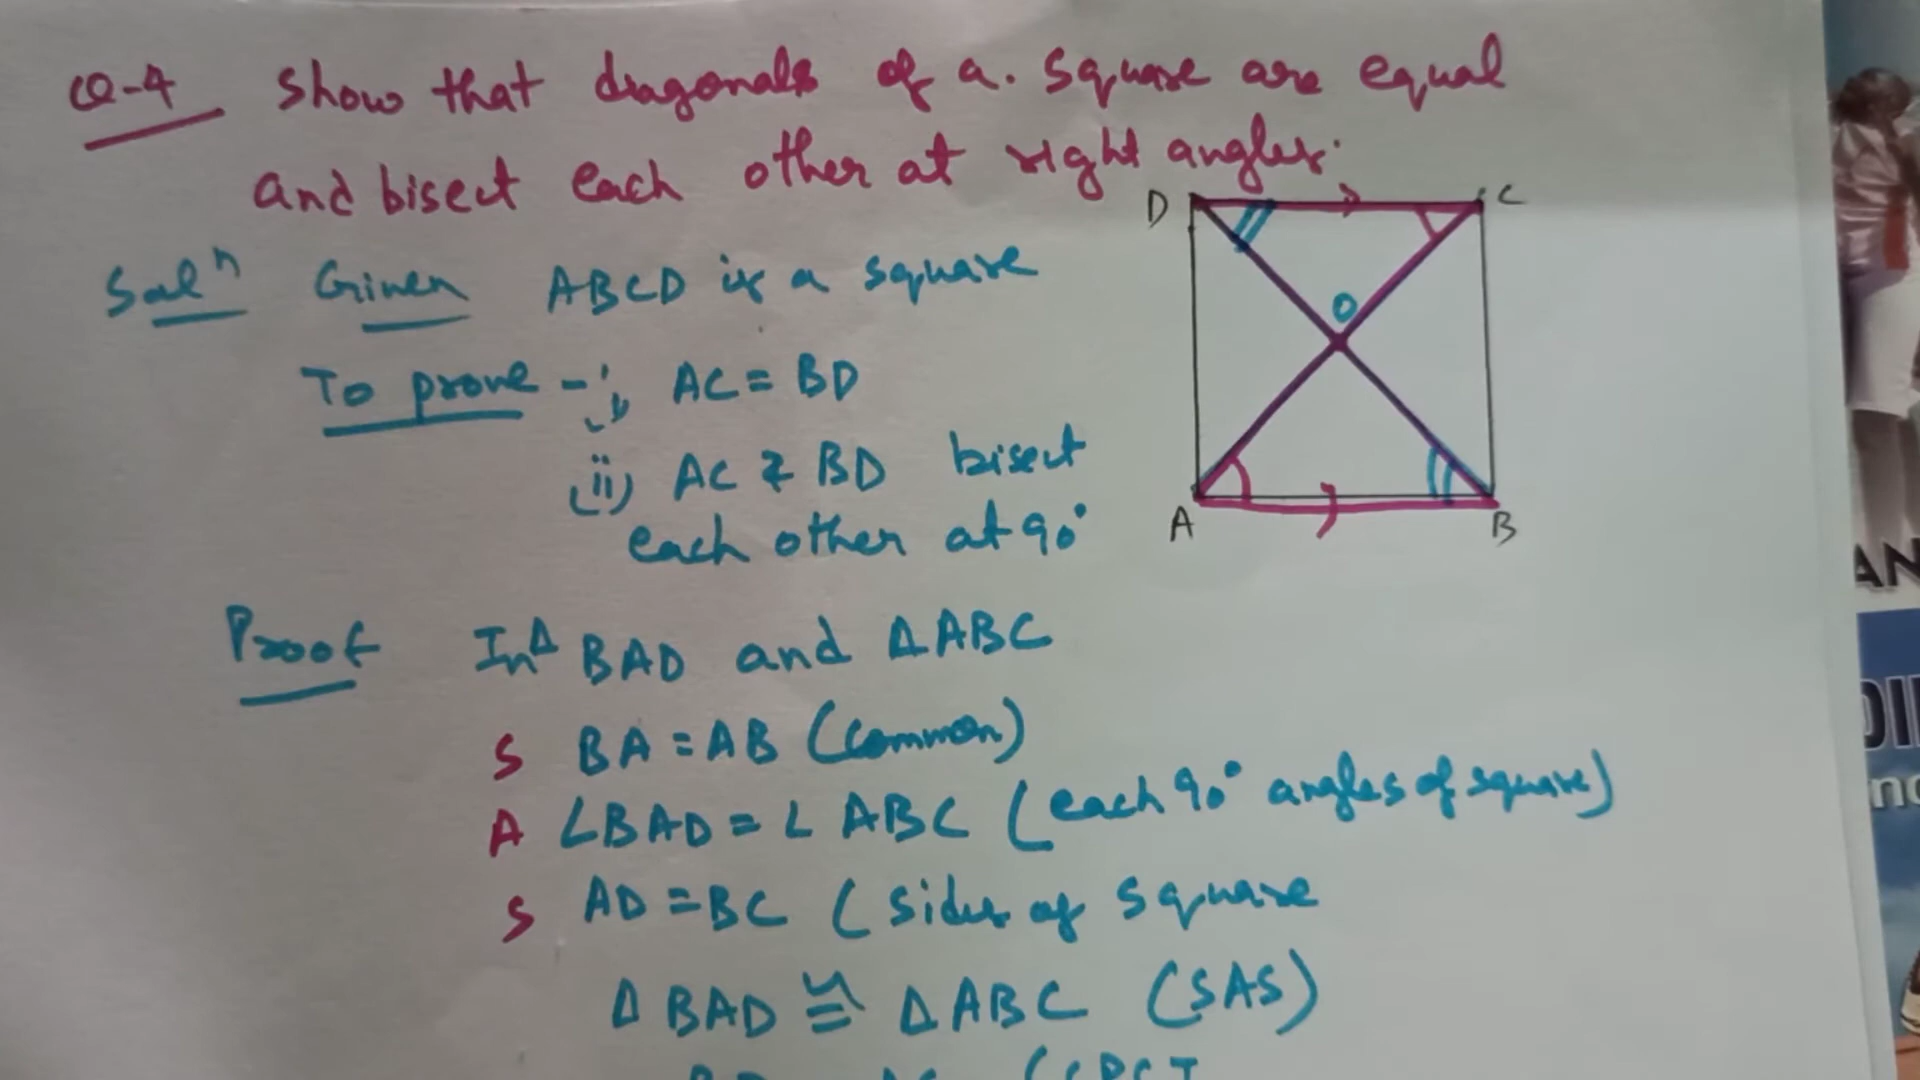 Q-4 Show that diagonals of a. square are equal
and bisect each other at right angles.
D C
O
A B
Solⁿ Given ABCD is a square
To prove - (i) AC = BD
(ii) AC & BD bisect
each other at 90°
Proof In Δ BAD and Δ ABC
S BA = AB (common)
A ∠BAD = ∠ABC (each 90° angles of square)
S AD = BC (sides of square
Δ BAD ≅ Δ ABC (SAS)
(CPCT
AN